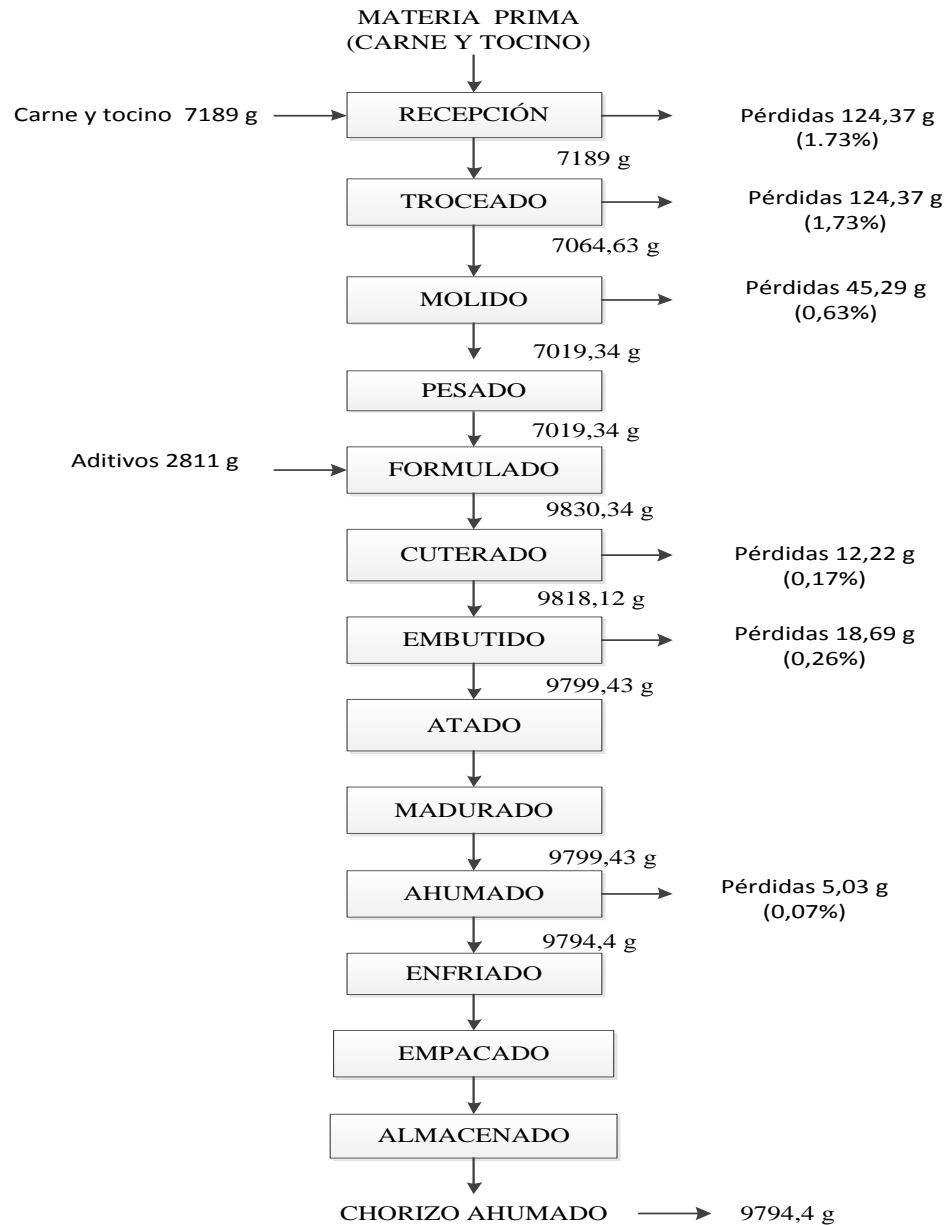 MATERIA PRIMA
(CARNE Y TOCINO)
Carne y tocino 7189 g
RECEPCIÓN
Pérdidas 124,37 g
(1.73%)
7189 g
TROCEADO
Pérdidas 124,37 g
(1,73%)
7064,63 g
MOLIDO
Pérdidas 45,29 g
(0,63%)
7019,34 g
PESADO
7019,34 g
Aditivos 2811 g
FORMULADO
9830,34 g
CUTERADO
Pérdidas 12,22 g
(0,17%)
9818,12 g
EMBUTIDO
Pérdidas 18,69 g
(0,26%)
9799,43 g
ATADO
MADURADO
9799,43 g
AHUMADO
Pérdidas 5,03 g
(0,07%)
9794,4 g
ENFRIADO
EMPACADO
ALMACENADO
CHORIZO AHUMADO
9794,4 g